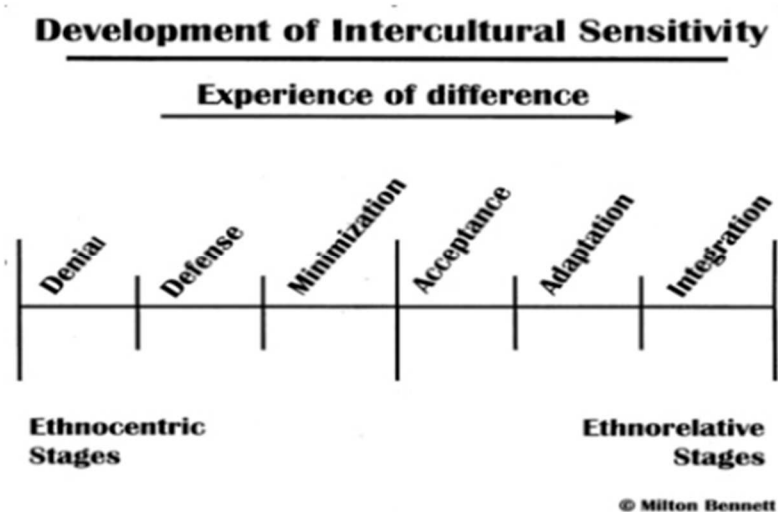 Development of Intercultural Sensitivity
Experience of difference
Denial
Defense
Minimization
Acceptance
Adaptation
Integration
Ethnocentric
Stages
Ethnorelative
Stages
© Milton Bennett